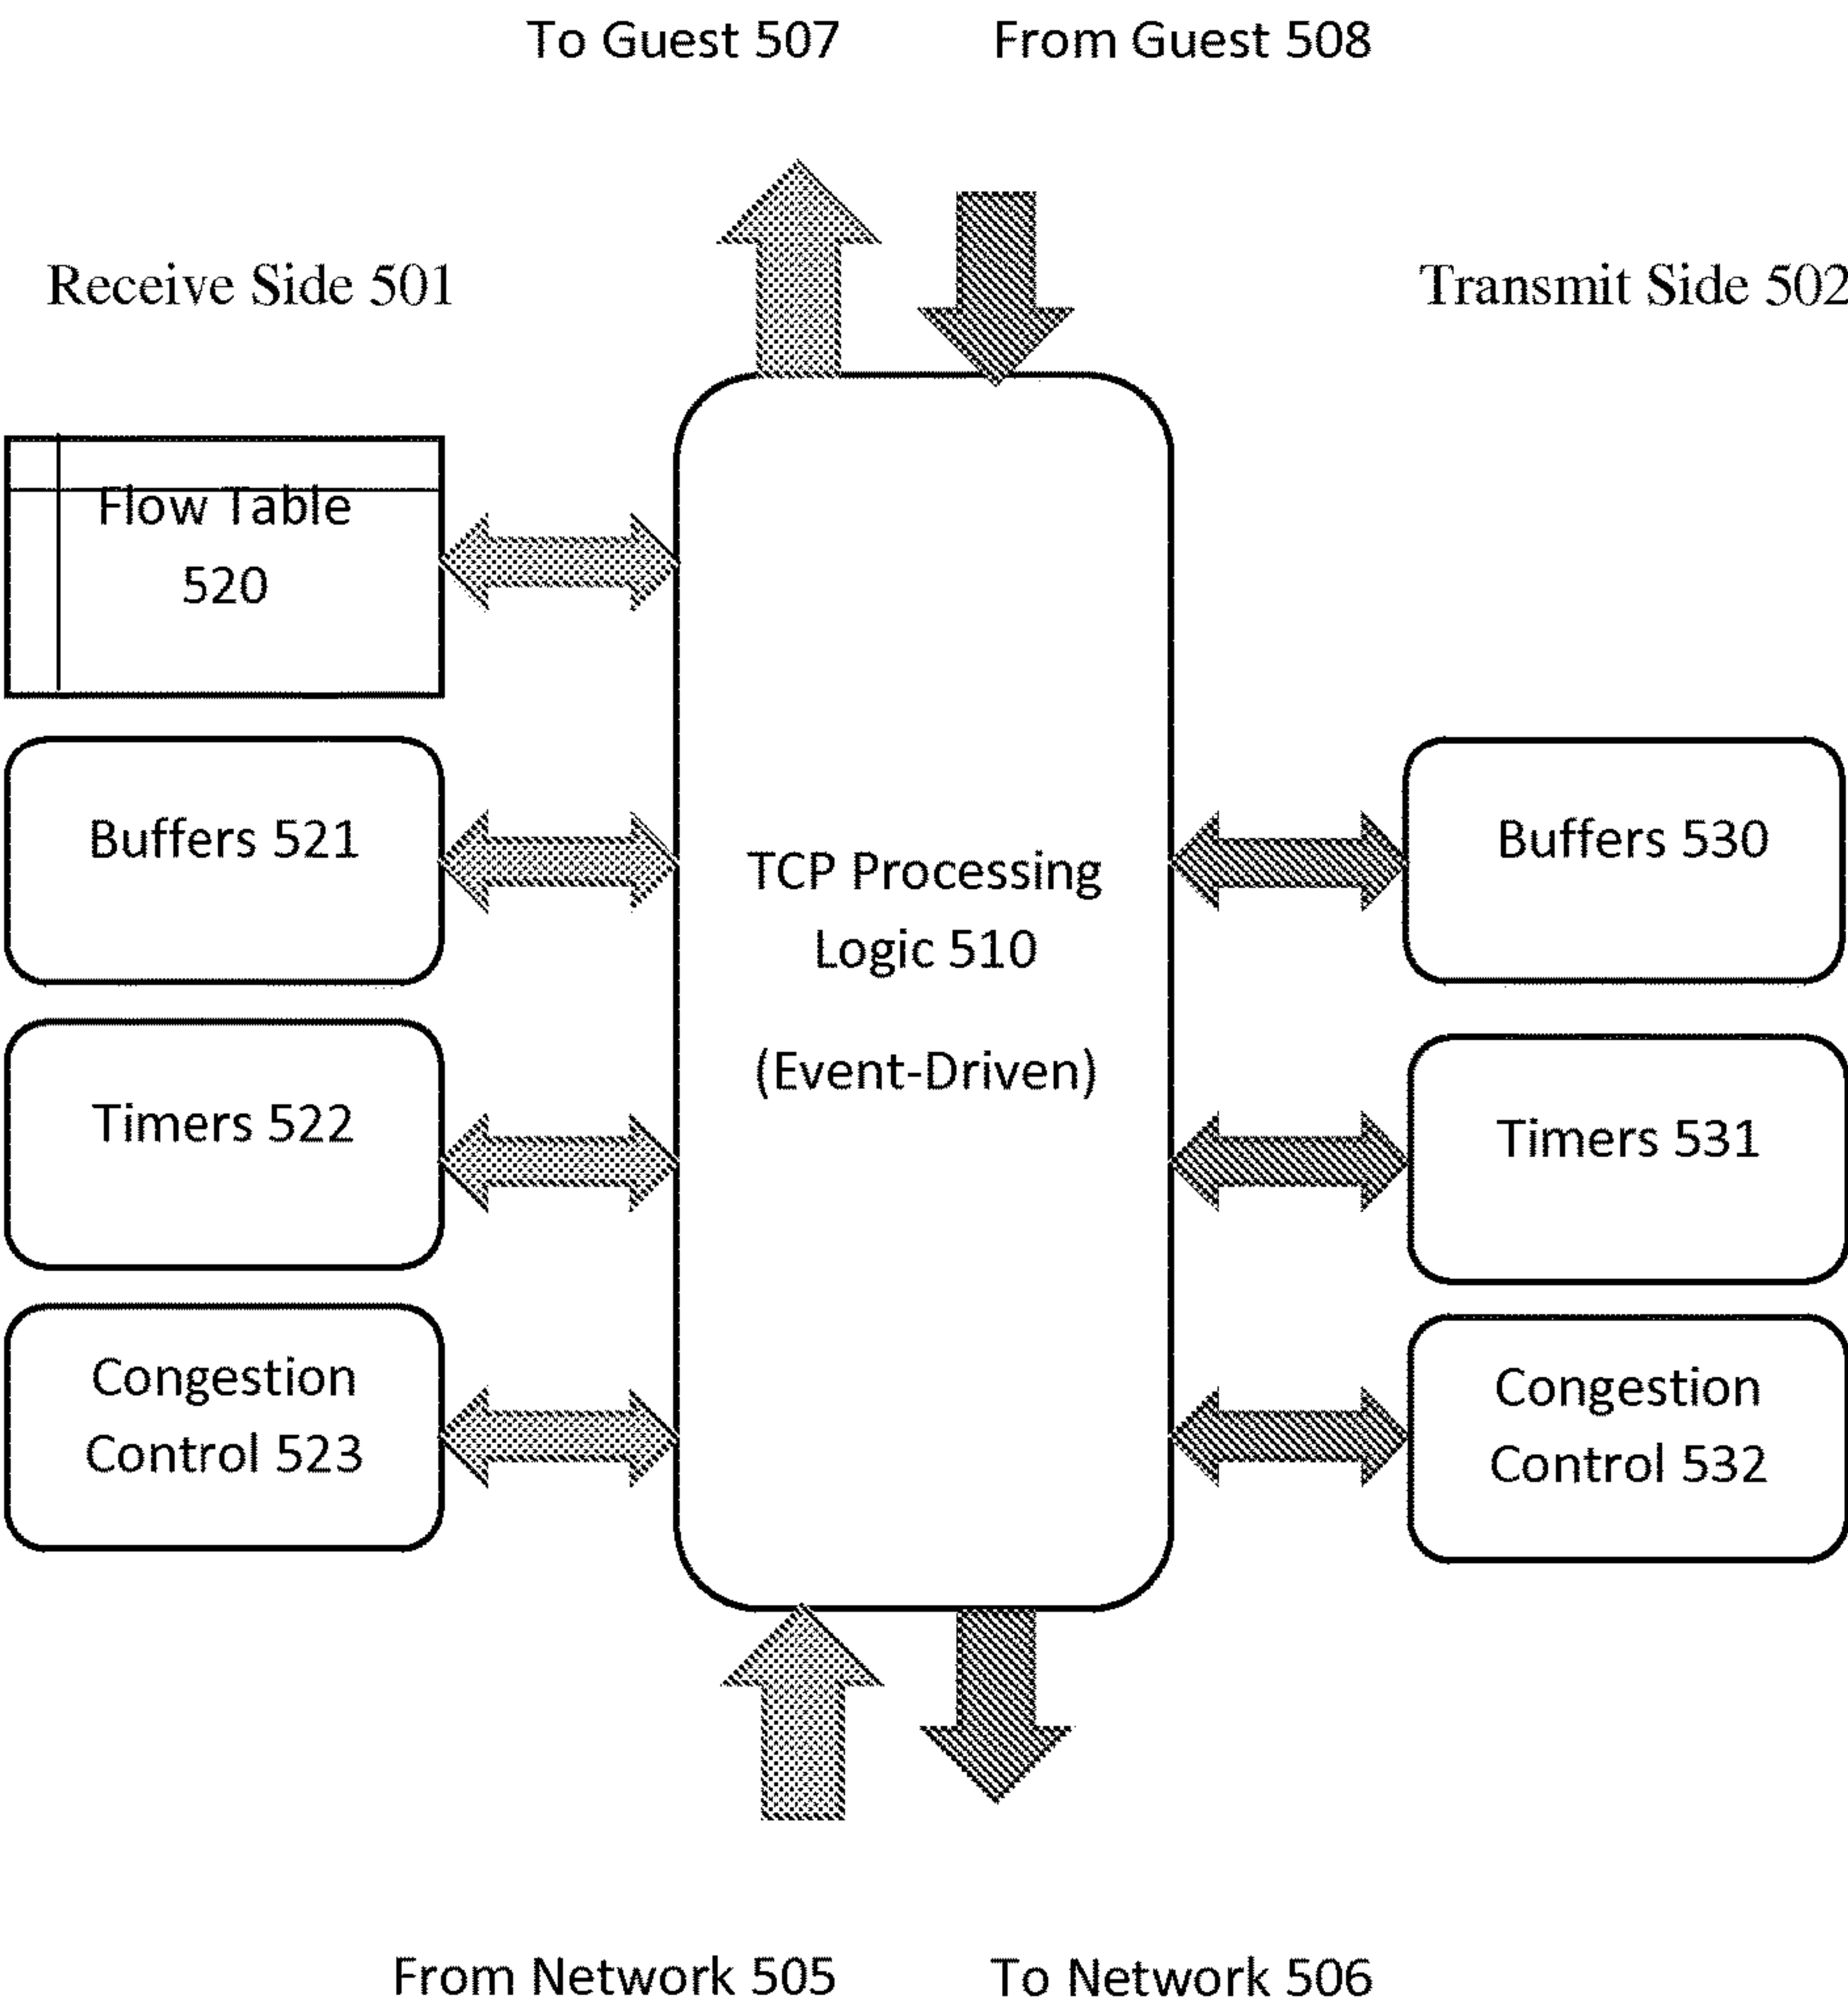 To Guest 507
From Guest 508
Receive Side 501
Transmit Side 502
Flow Table
520
Buffers 521
Timers 522
Congestion
Control 523
TCP Processing
Logic 510
(Event-Driven)
Buffers 530
Timers 531
Congestion
Control 532
From Network 505
To Network 506